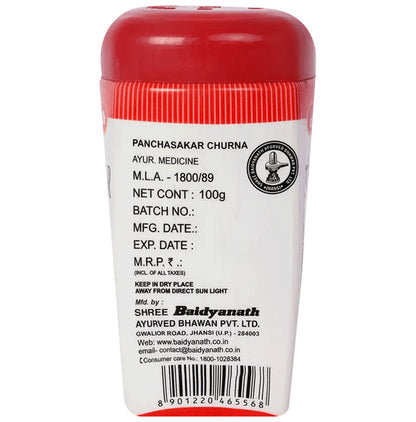 PANCHASAKAR CHURNA
AYUR. MEDICINE
M.L.A. - 1800/89
NET CONT : 100g
BATCH NO.:
MFG. DATE.:
EXP. DATE :
M.R.P. ₹ .:
(INCL. OF ALL TAXES)
KEEP IN DRY PLACE
AWAY FROM DIRECT SUN LIGHT
Mfd. by :
SHREE Baidyanath
AYURVED BHAWAN PVT. LTD.
GWALIOR ROAD, JHANSI (U.P.) - 284003
Web: www.baidyanath.co.in
email- contact@baidyanath.co.in
Consumer care No.: 1800-1028384
8 901220 465568